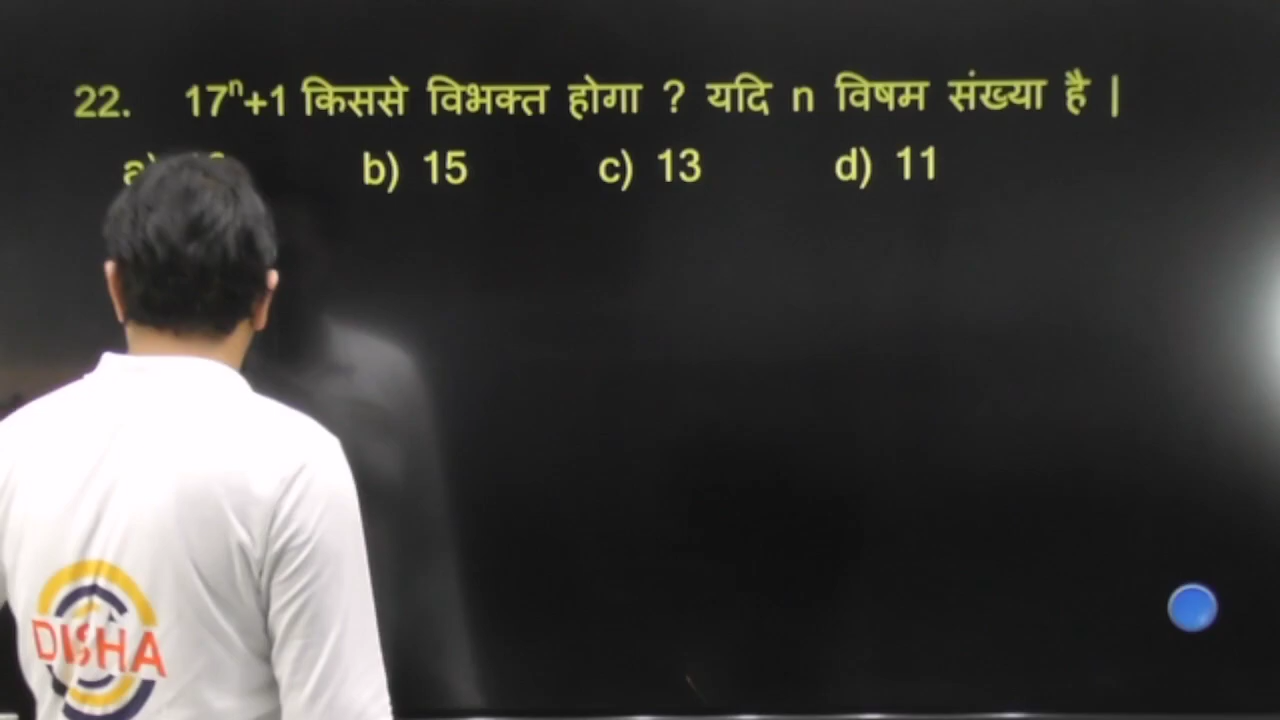 22. 17ⁿ+1 किससे विभक्त होगा ? यदि n विषम संख्या है |
a) b) 15 c) 13 d) 11
DISHA